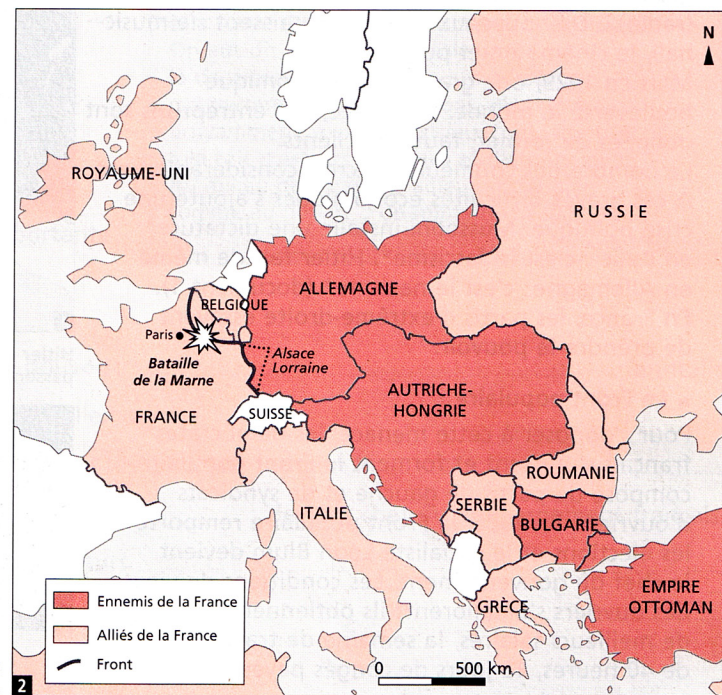 N
ROYAUME-UNI
RUSSIE
ALLEMAGNE
BELGIQUE
Paris
Bataille
de la Marne
Alsace
Lorraine
FRANCE
SUISSE
AUTRICHE-
HONGRIE
ROUMANIE
ITALIE
SERBIE
BULGARIE
EMPIRE
OTTOMAN
GRÈCE
Ennemis de la France
Alliés de la France
Front
0 500 km
2